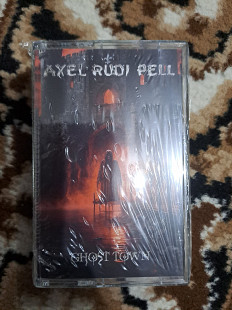 AXEL RUDI PELL
GHOST TOWN